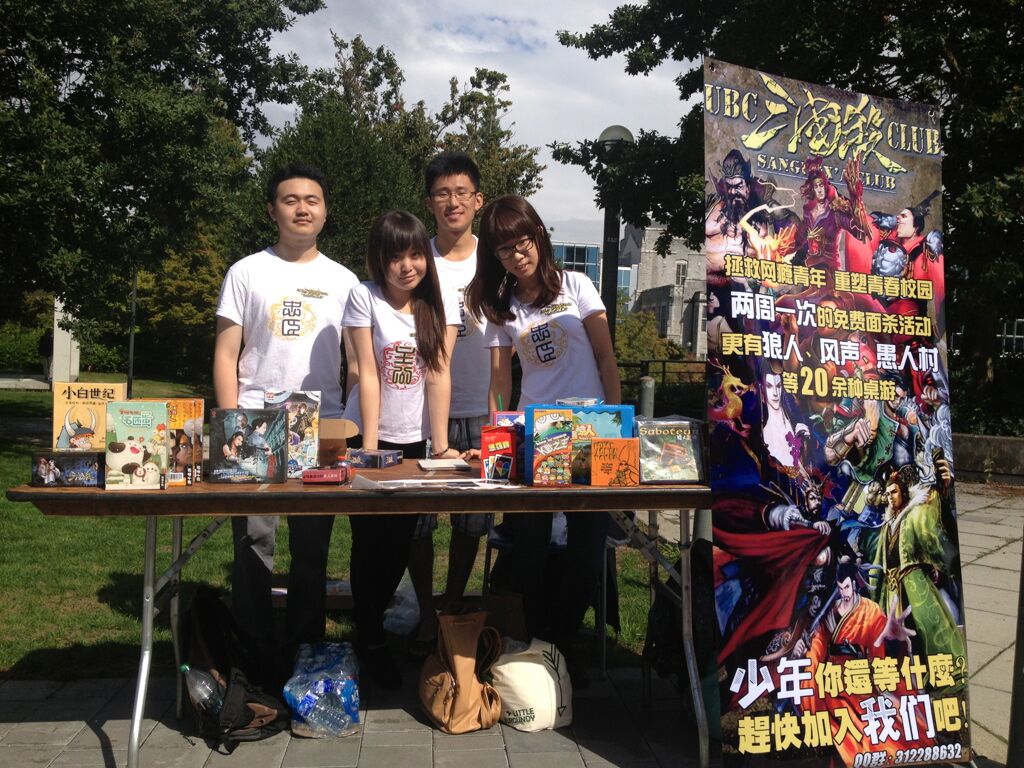 UBC 三国杀 CLUB
SANGUOSHA CLUB
拯救网瘾青年 重塑青春校园
两周一次的免费面杀活动
更有狼人、风声、愚人村
等20余种桌游
少年你還等什麼?
趕快加入我们吧!
QQ群:312288632
小白世纪
Saboteur
LITTLE
BURGUNDY